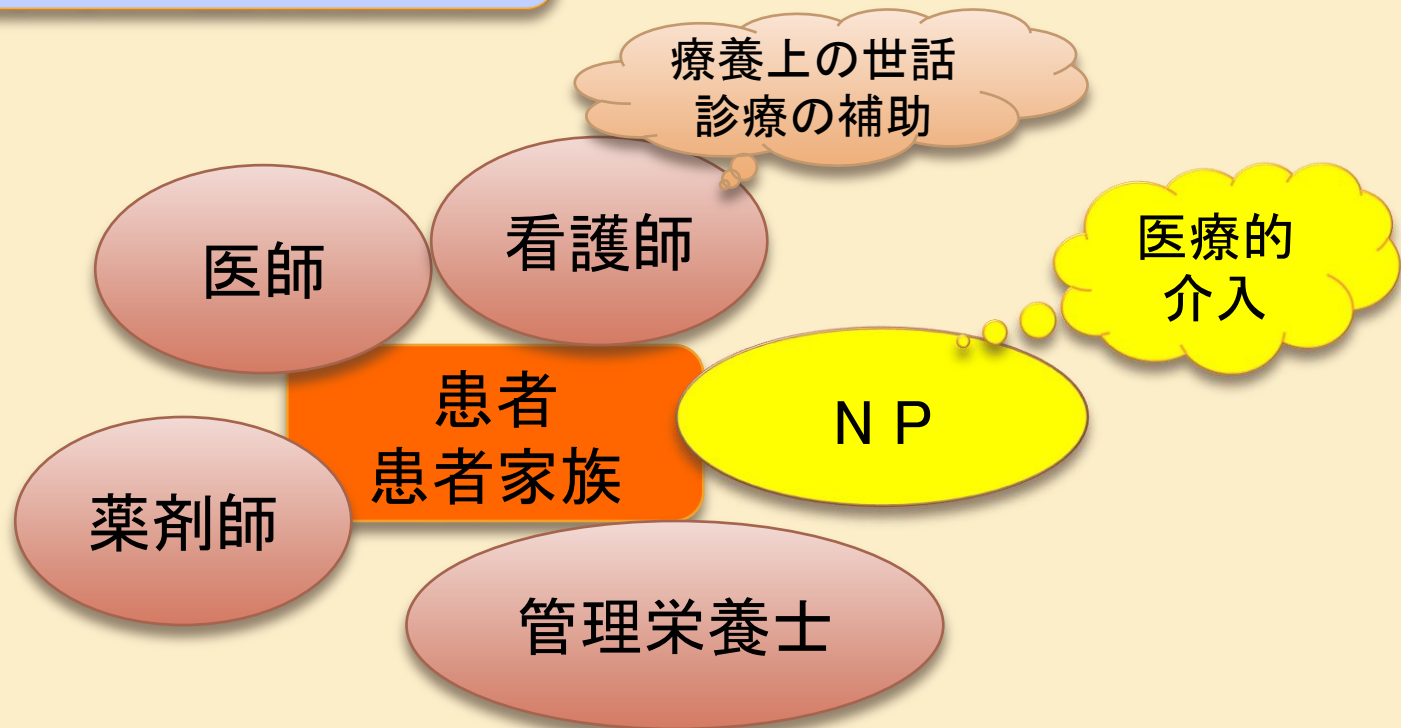 療養上の世話
診療の補助
医師
看護師
医療的
介入
患者
患者家族
ＮＰ
薬剤師
管理栄養士